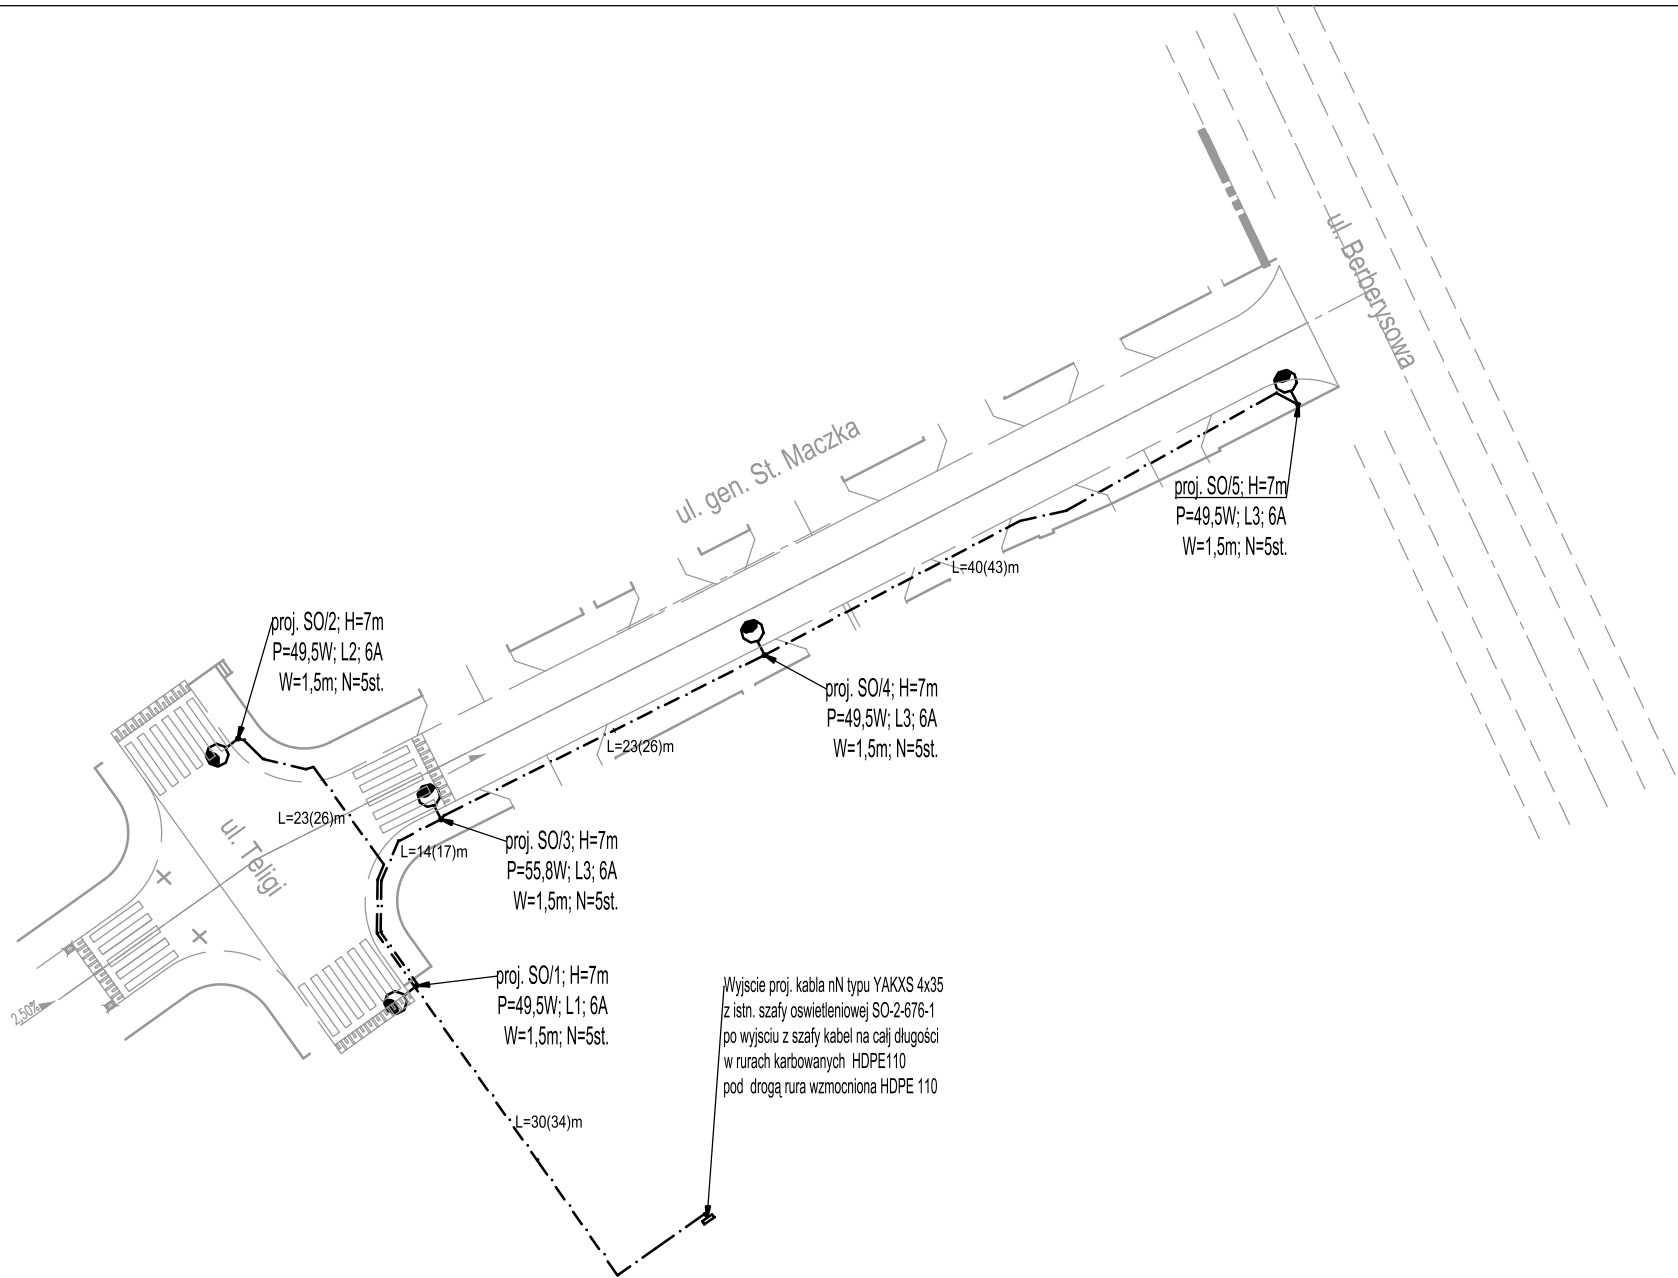 ul. Berberysowa
ul. gen. St. Maczka
proj. SO/5; H=7m
P=49,5W; L3; 6A
W=1,5m; N=5st.
L=40(43)m
proj. SO/2; H=7m
P=49,5W; L2; 6A
W=1,5m; N=5st.
proj. SO/4; H=7m
P=49,5W; L3; 6A
W=1,5m; N=5st.
L=23(26)m
L=23(26)m
ul. Teligi
L=14(17)m
proj. SO/3; H=7m
P=55,8W; L3; 6A
W=1,5m; N=5st.
proj. SO/1; H=7m
P=49,5W; L1; 6A
W=1,5m; N=5st.
2,50%
Wyjscie proj. kabla nN typu YAKXS 4x35
z istn. szafy oswietleniowej SO-2-676-1
po wyjsciu z szafy kabel na całj długości
w rurach karbowanych HDPE110
pod drogą rura wzmocniona HDPE 110
L=30(34)m